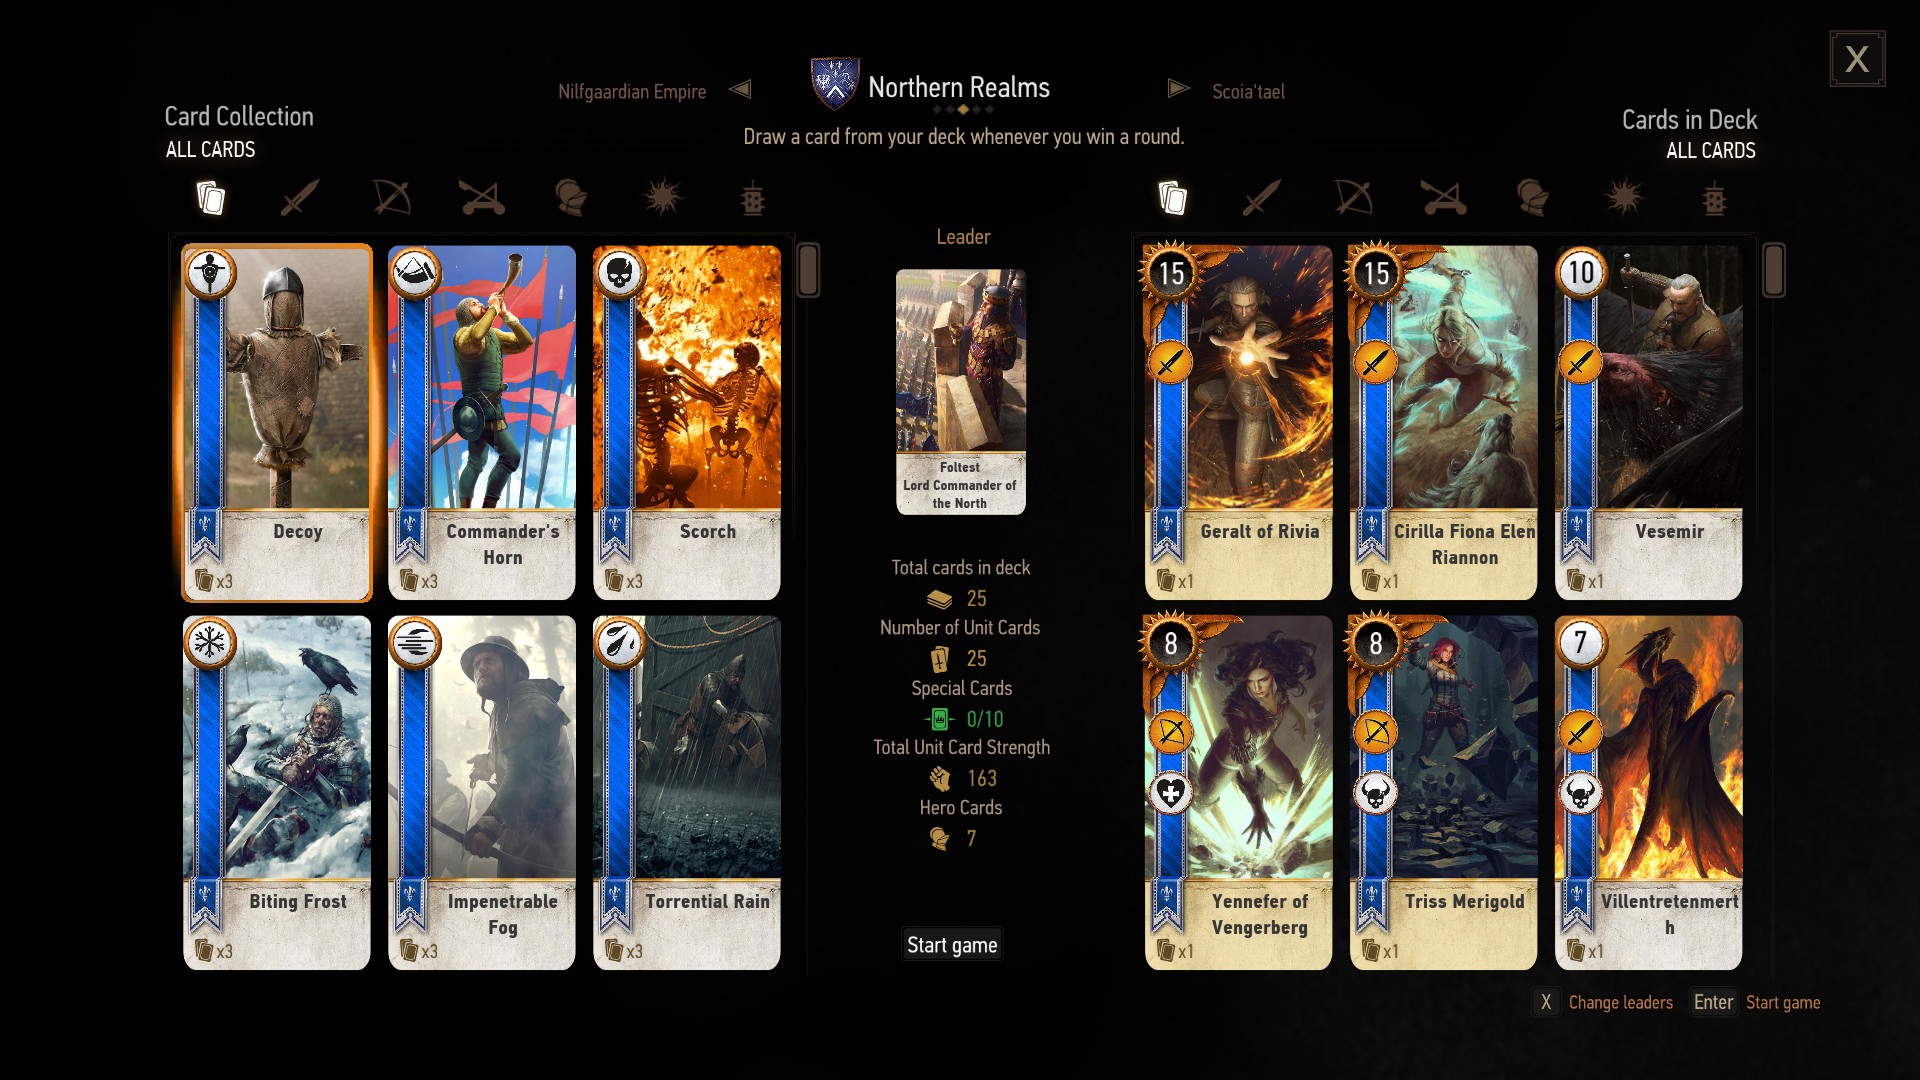 X
Nilfgaardian Empire
Northern Realms
Scoia'tael
Card Collection
ALL CARDS
Draw a card from your deck whenever you win a round.
Cards in Deck
ALL CARDS
Decoy
x3
Commander's
Horn
x3
Scorch
x3
Biting Frost
x3
Impenetrable
Fog
x3
Torrential Rain
x3
Leader
Foltest
Lord Commander of
the North
Total cards in deck
25
Number of Unit Cards
25
Special Cards
0/10
Total Unit Card Strength
163
Hero Cards
7
Start game
15
Geralt of Rivia
x1
15
Cirilla Fiona Elen
Riannon
x1
10
Vesemir
x1
8
Yennefer of
Vengerberg
x1
8
Triss Merigold
x1
7
Villentretenmert
h
x1
X Change leaders Enter Start game